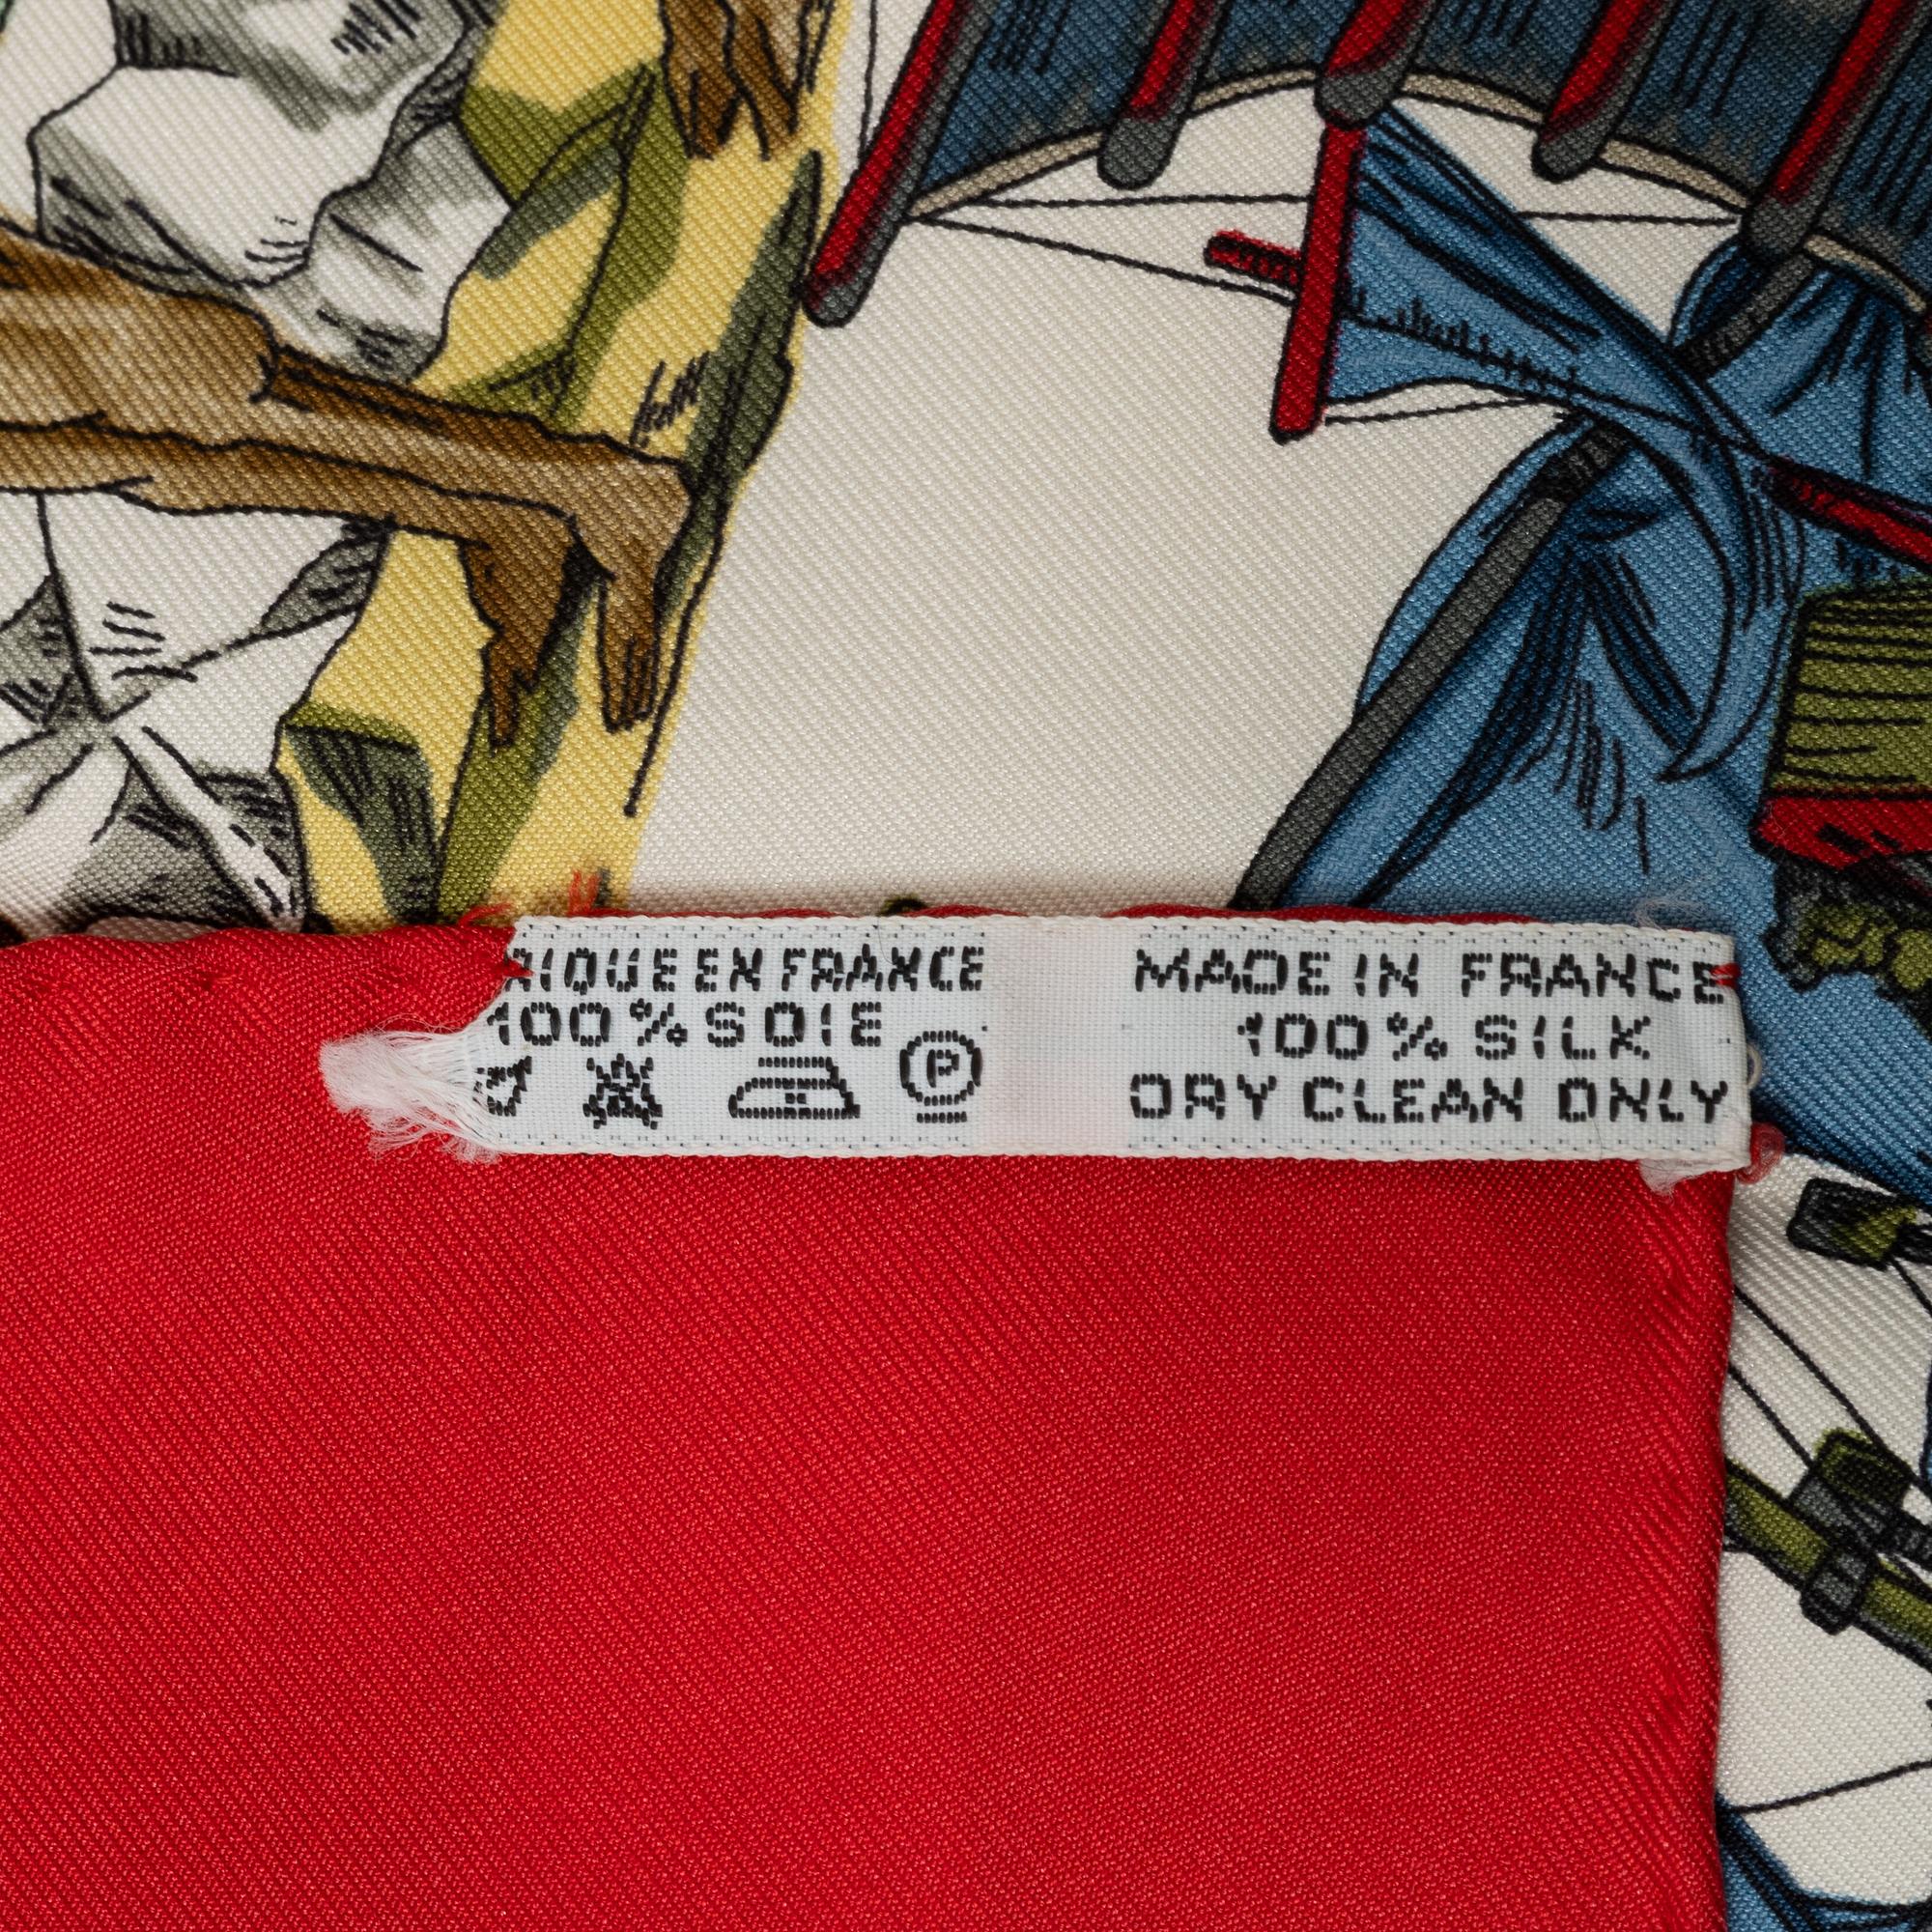 RIQUE EN FRANCE
100% SOIE
P
MADE IN FRANCE
100% SILK
DRY CLEAN ONLY